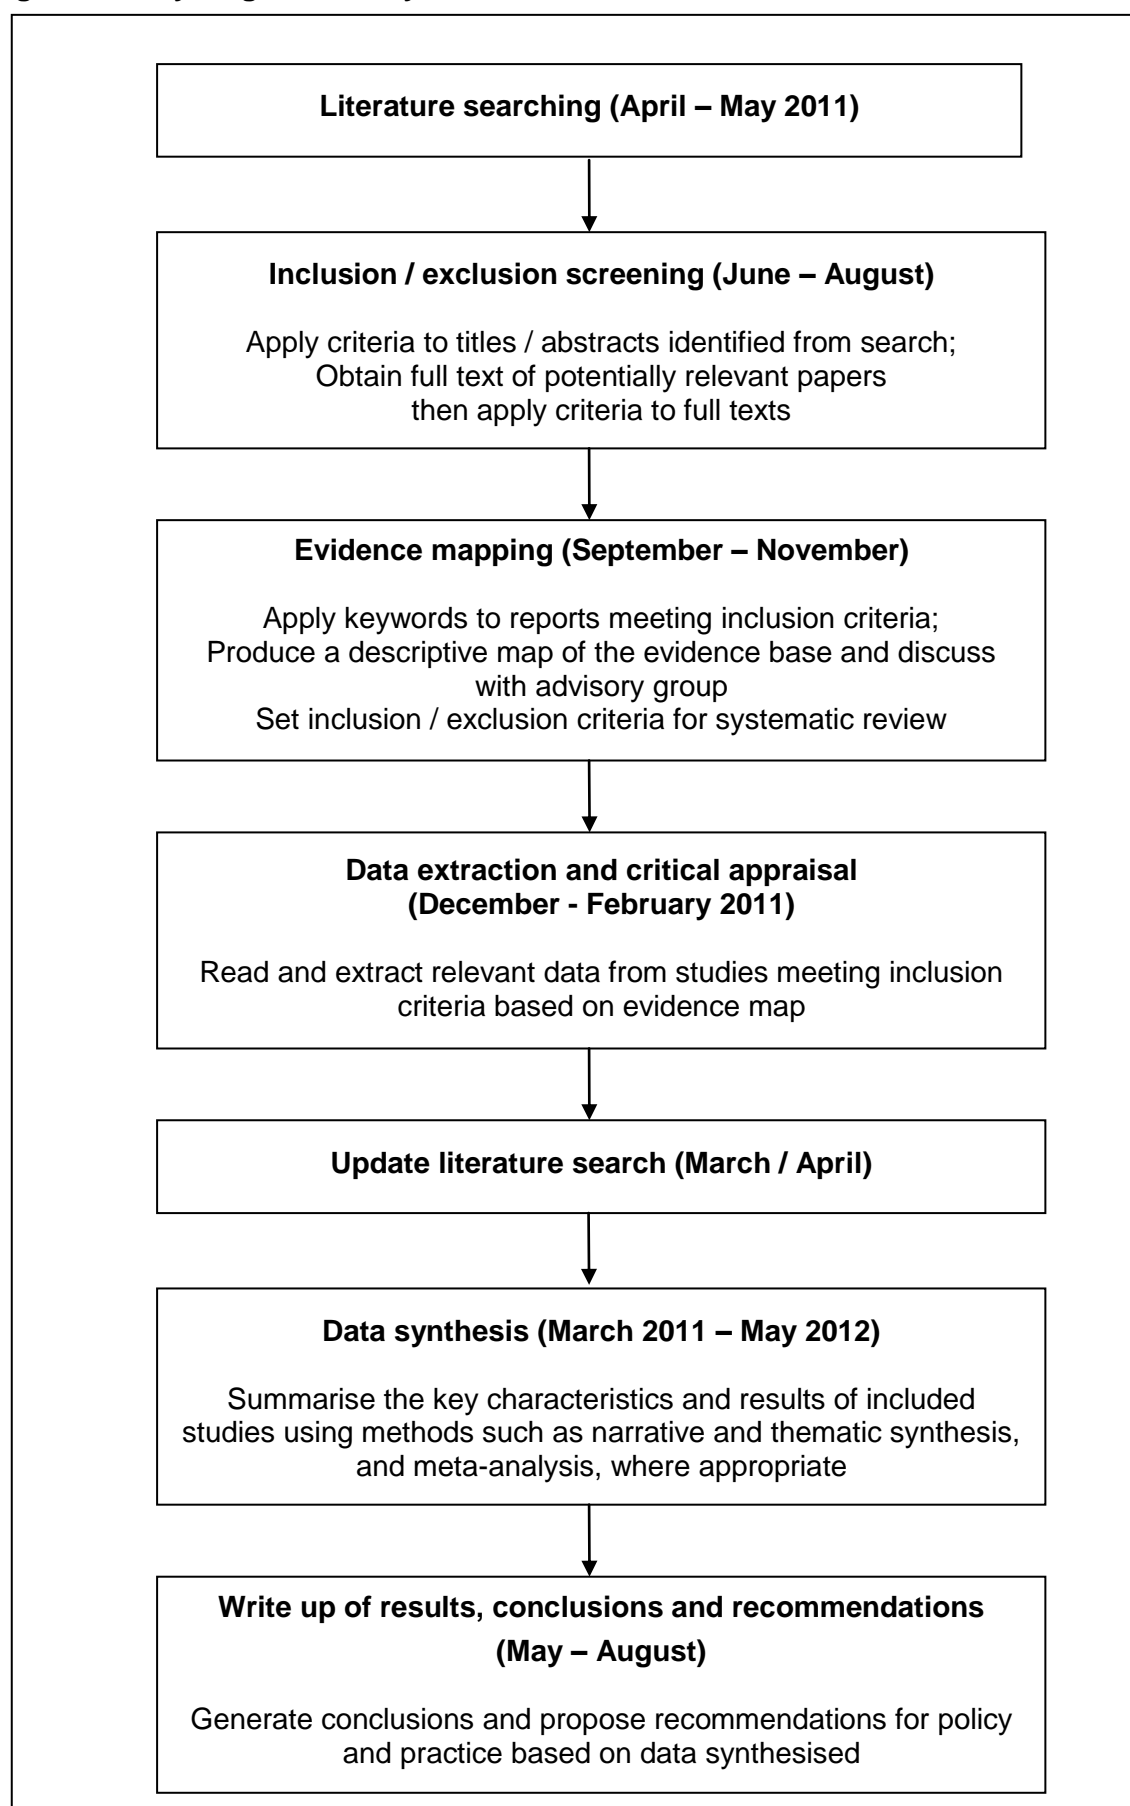 Literature searching (April – May 2011)
Inclusion / exclusion screening (June – August)
Apply criteria to titles / abstracts identified from search;
Obtain full text of potentially relevant papers
then apply criteria to full texts
Evidence mapping (September – November)
Apply keywords to reports meeting inclusion criteria;
Produce a descriptive map of the evidence base and discuss
with advisory group
Set inclusion / exclusion criteria for systematic review
Data extraction and critical appraisal
(December - February 2011)
Read and extract relevant data from studies meeting inclusion
criteria based on evidence map
Update literature search (March / April)
Data synthesis (March 2011 – May 2012)
Summarise the key characteristics and results of included
studies using methods such as narrative and thematic synthesis,
and meta-analysis, where appropriate
Write up of results, conclusions and recommendations
(May – August)
Generate conclusions and propose recommendations for policy
and practice based on data synthesised